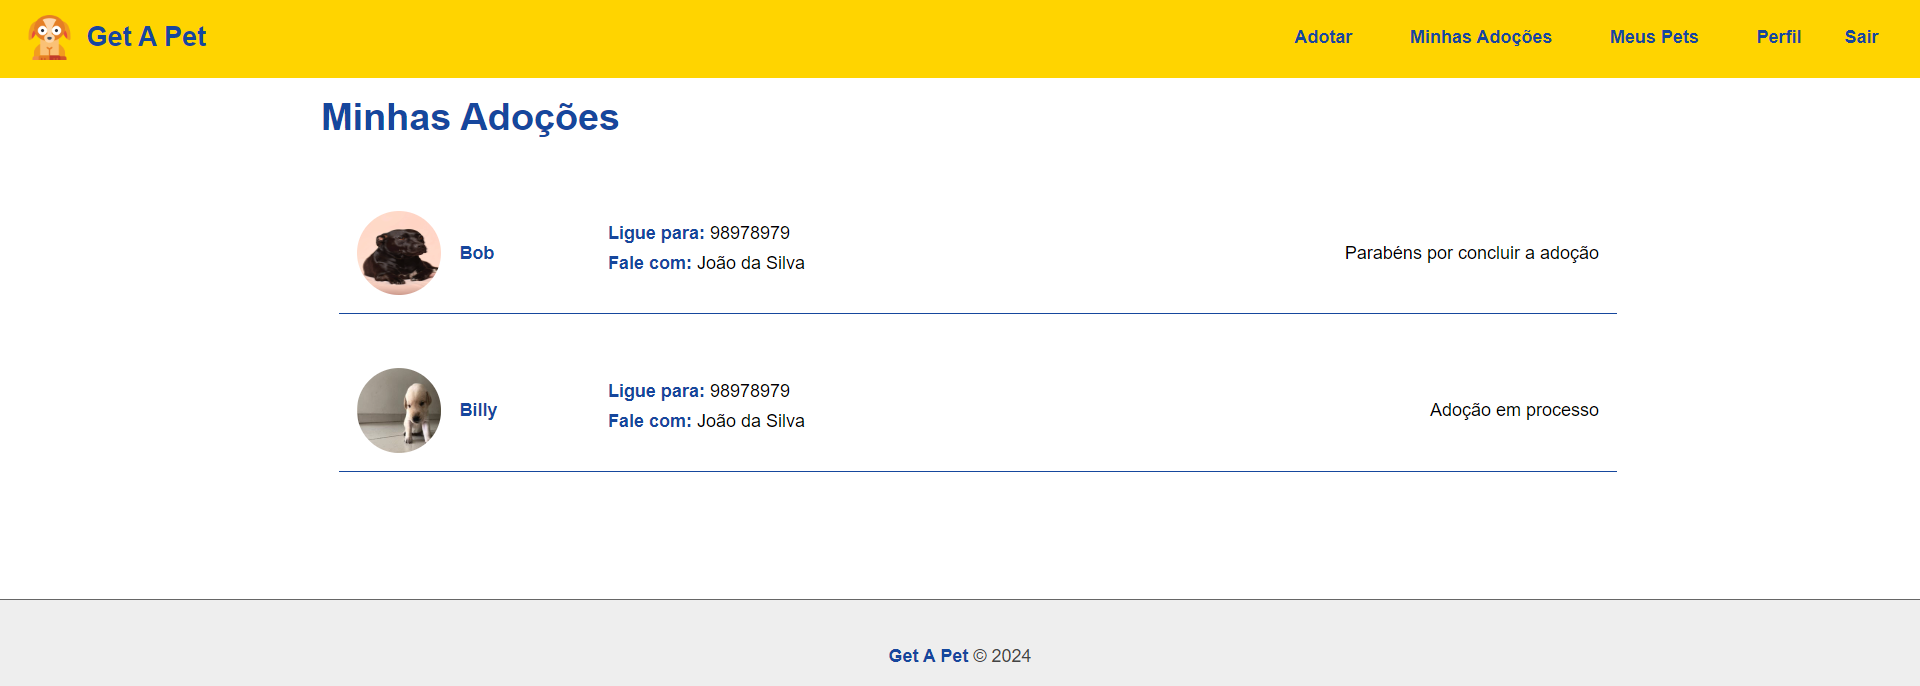 Get A Pet
Adotar Minhas Adoções Meus Pets Perfil Sair
Minhas Adoções
Bob
Ligue para: 98978979
Fale com: João da Silva
Parabéns por concluir a adoção
Billy
Ligue para: 98978979
Fale com: João da Silva
Adoção em processo
Get A Pet © 2024